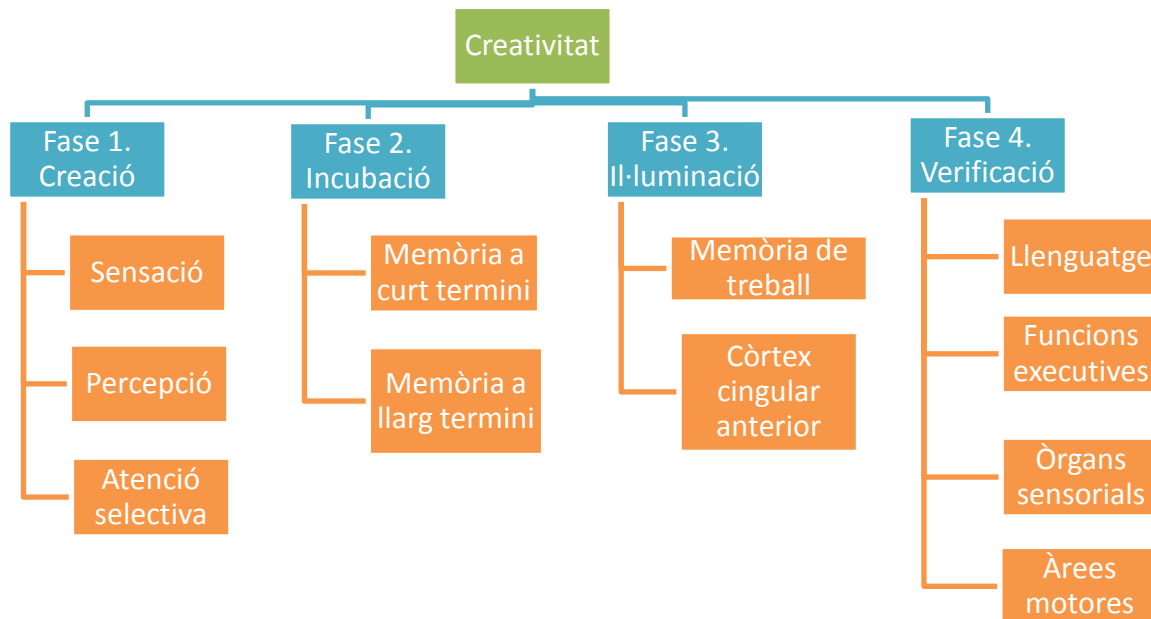 Creativitat
Fase 1.
Creació
Sensació
Percepció
Atenció
selectiva
Fase 2.
Incubació
Memòria a
curt termini
Memòria a
llarg termini
Fase 3.
Il·luminació
Memòria de
treball
Còrtex
cingular
anterior
Fase 4.
Verificació
Llenguatge
Funcions
executives
Òrgans
sensorials
Àrees
motores